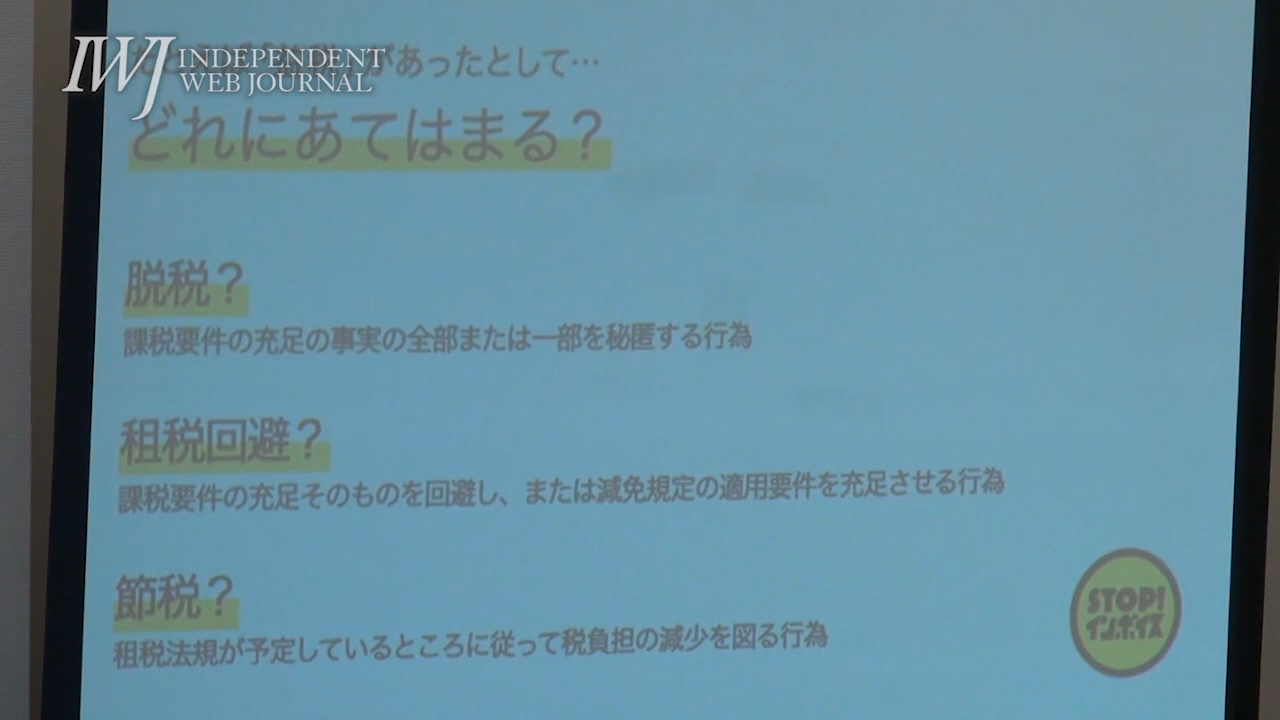 IWJ INDEPENDENT
WEB JOURNAL
があったとして…
どれにあてはまる？
脱税？
課税要件の充足の事実の全部または一部を秘匿する行為
租税回避？
課税要件の充足そのものを回避し、または減免規定の適用要件を充足させる行為
節税？
租税法規が予定しているところに従って税負担の減少を図る行為
STOP!
インボイス